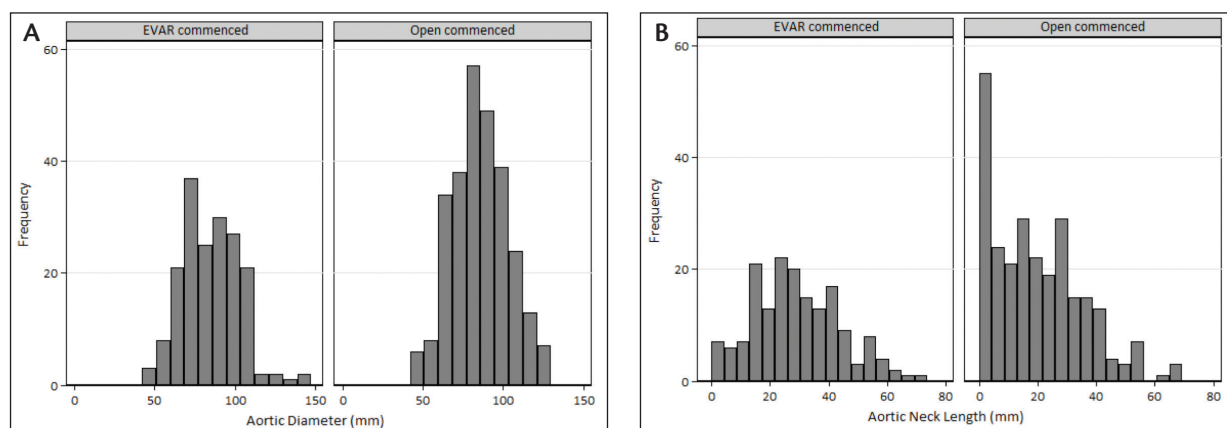 A
EVAR commenced Open commenced
60
40
20
0
Frequency
0 50 100 150 0 50 100 150
Aortic Diameter (mm)
B
EVAR commenced Open commenced
60
40
20
0
Frequency
0 20 40 60 80 0 20 40 60 80
Aortic Neck Length (mm)